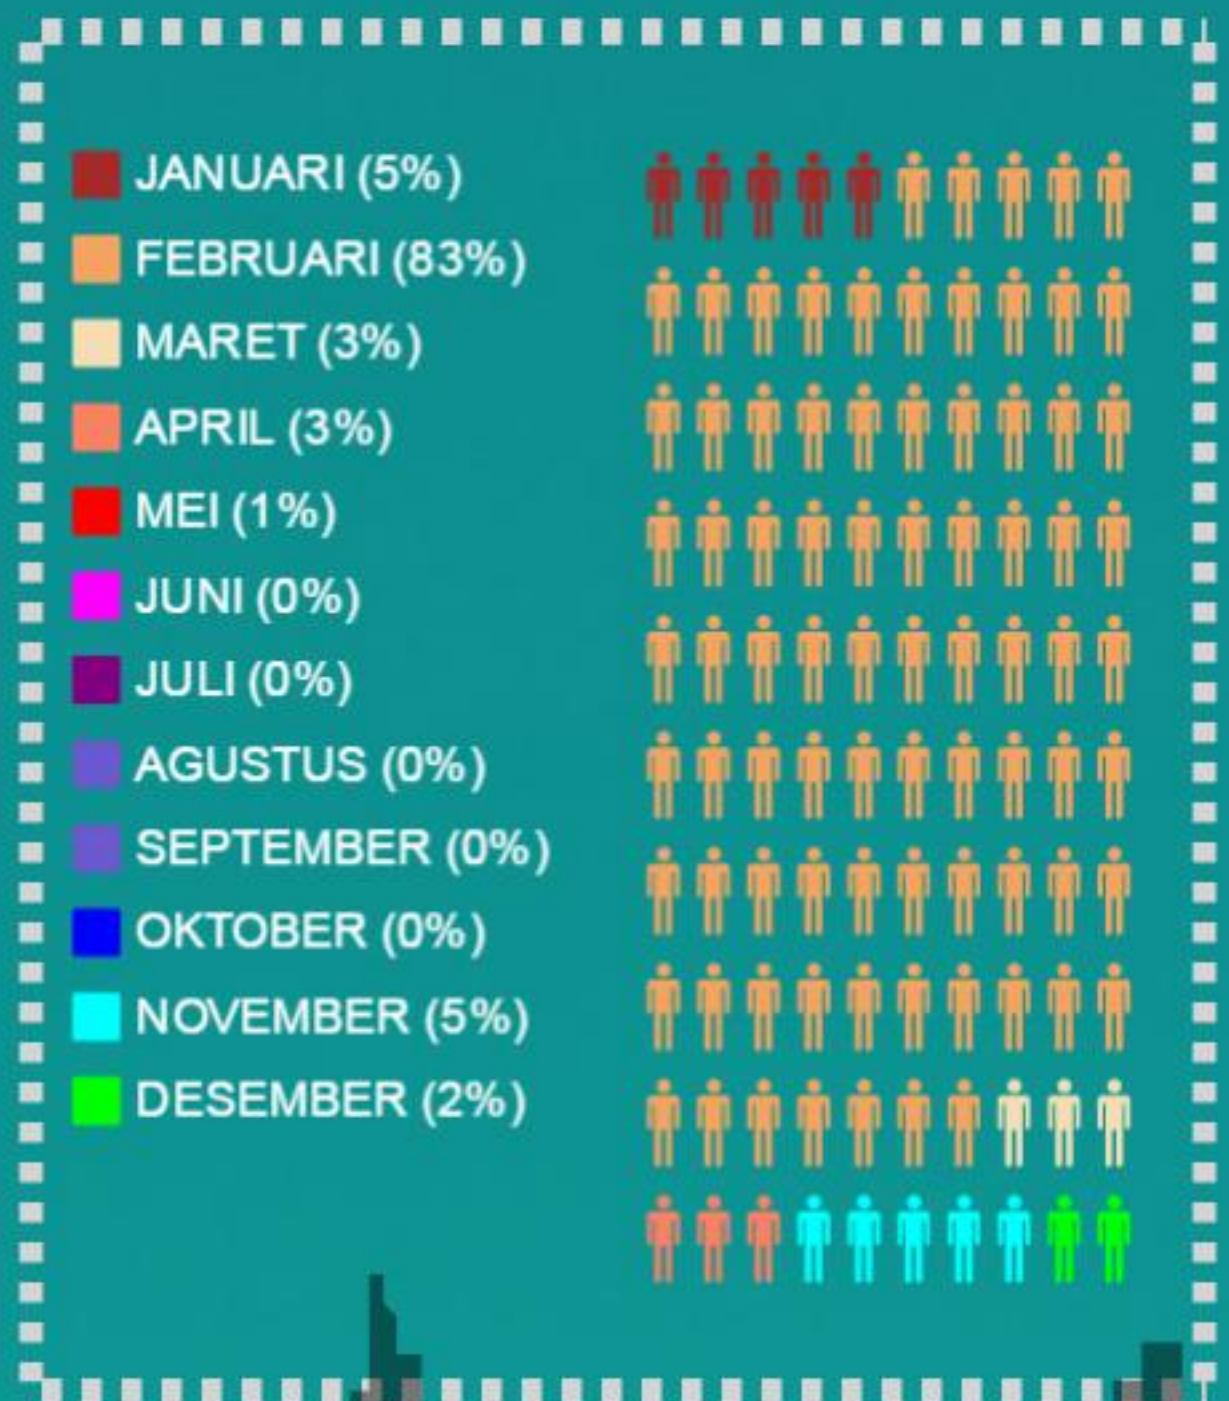 JANUARI (5%)
FEBRUARI (83%)
MARET (3%)
APRIL (3%)
MEI (1%)
JUNI (0%)
JULI (0%)
AGUSTUS (0%)
SEPTEMBER (0%)
OKTOBER (0%)
NOVEMBER (5%)
DESEMBER (2%)